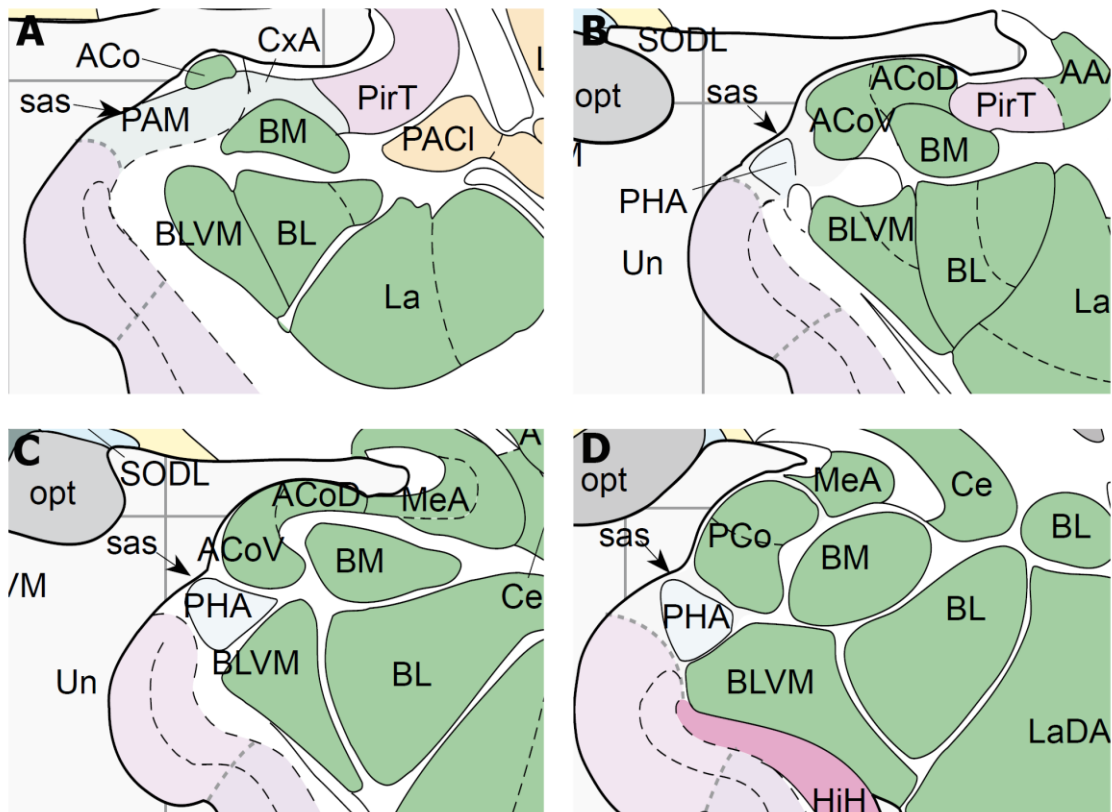 A
ACo
CxA
sas
PAM
BM
PirT
PACl
BLVM
BL
La
B
SODL
opt
sas
ACoD
AA
ACoV
PirT
BM
PHA
Un
BLVM
BL
La
C
SODL
opt
ACoD
MeA
A
sas
ACoV
BM
VM
PHA
Ce
Un
BLVM
BL
D
opt
MeA
Ce
sas
PCo
BM
BL
PHA
BL
BLVM
LaDA
HiH